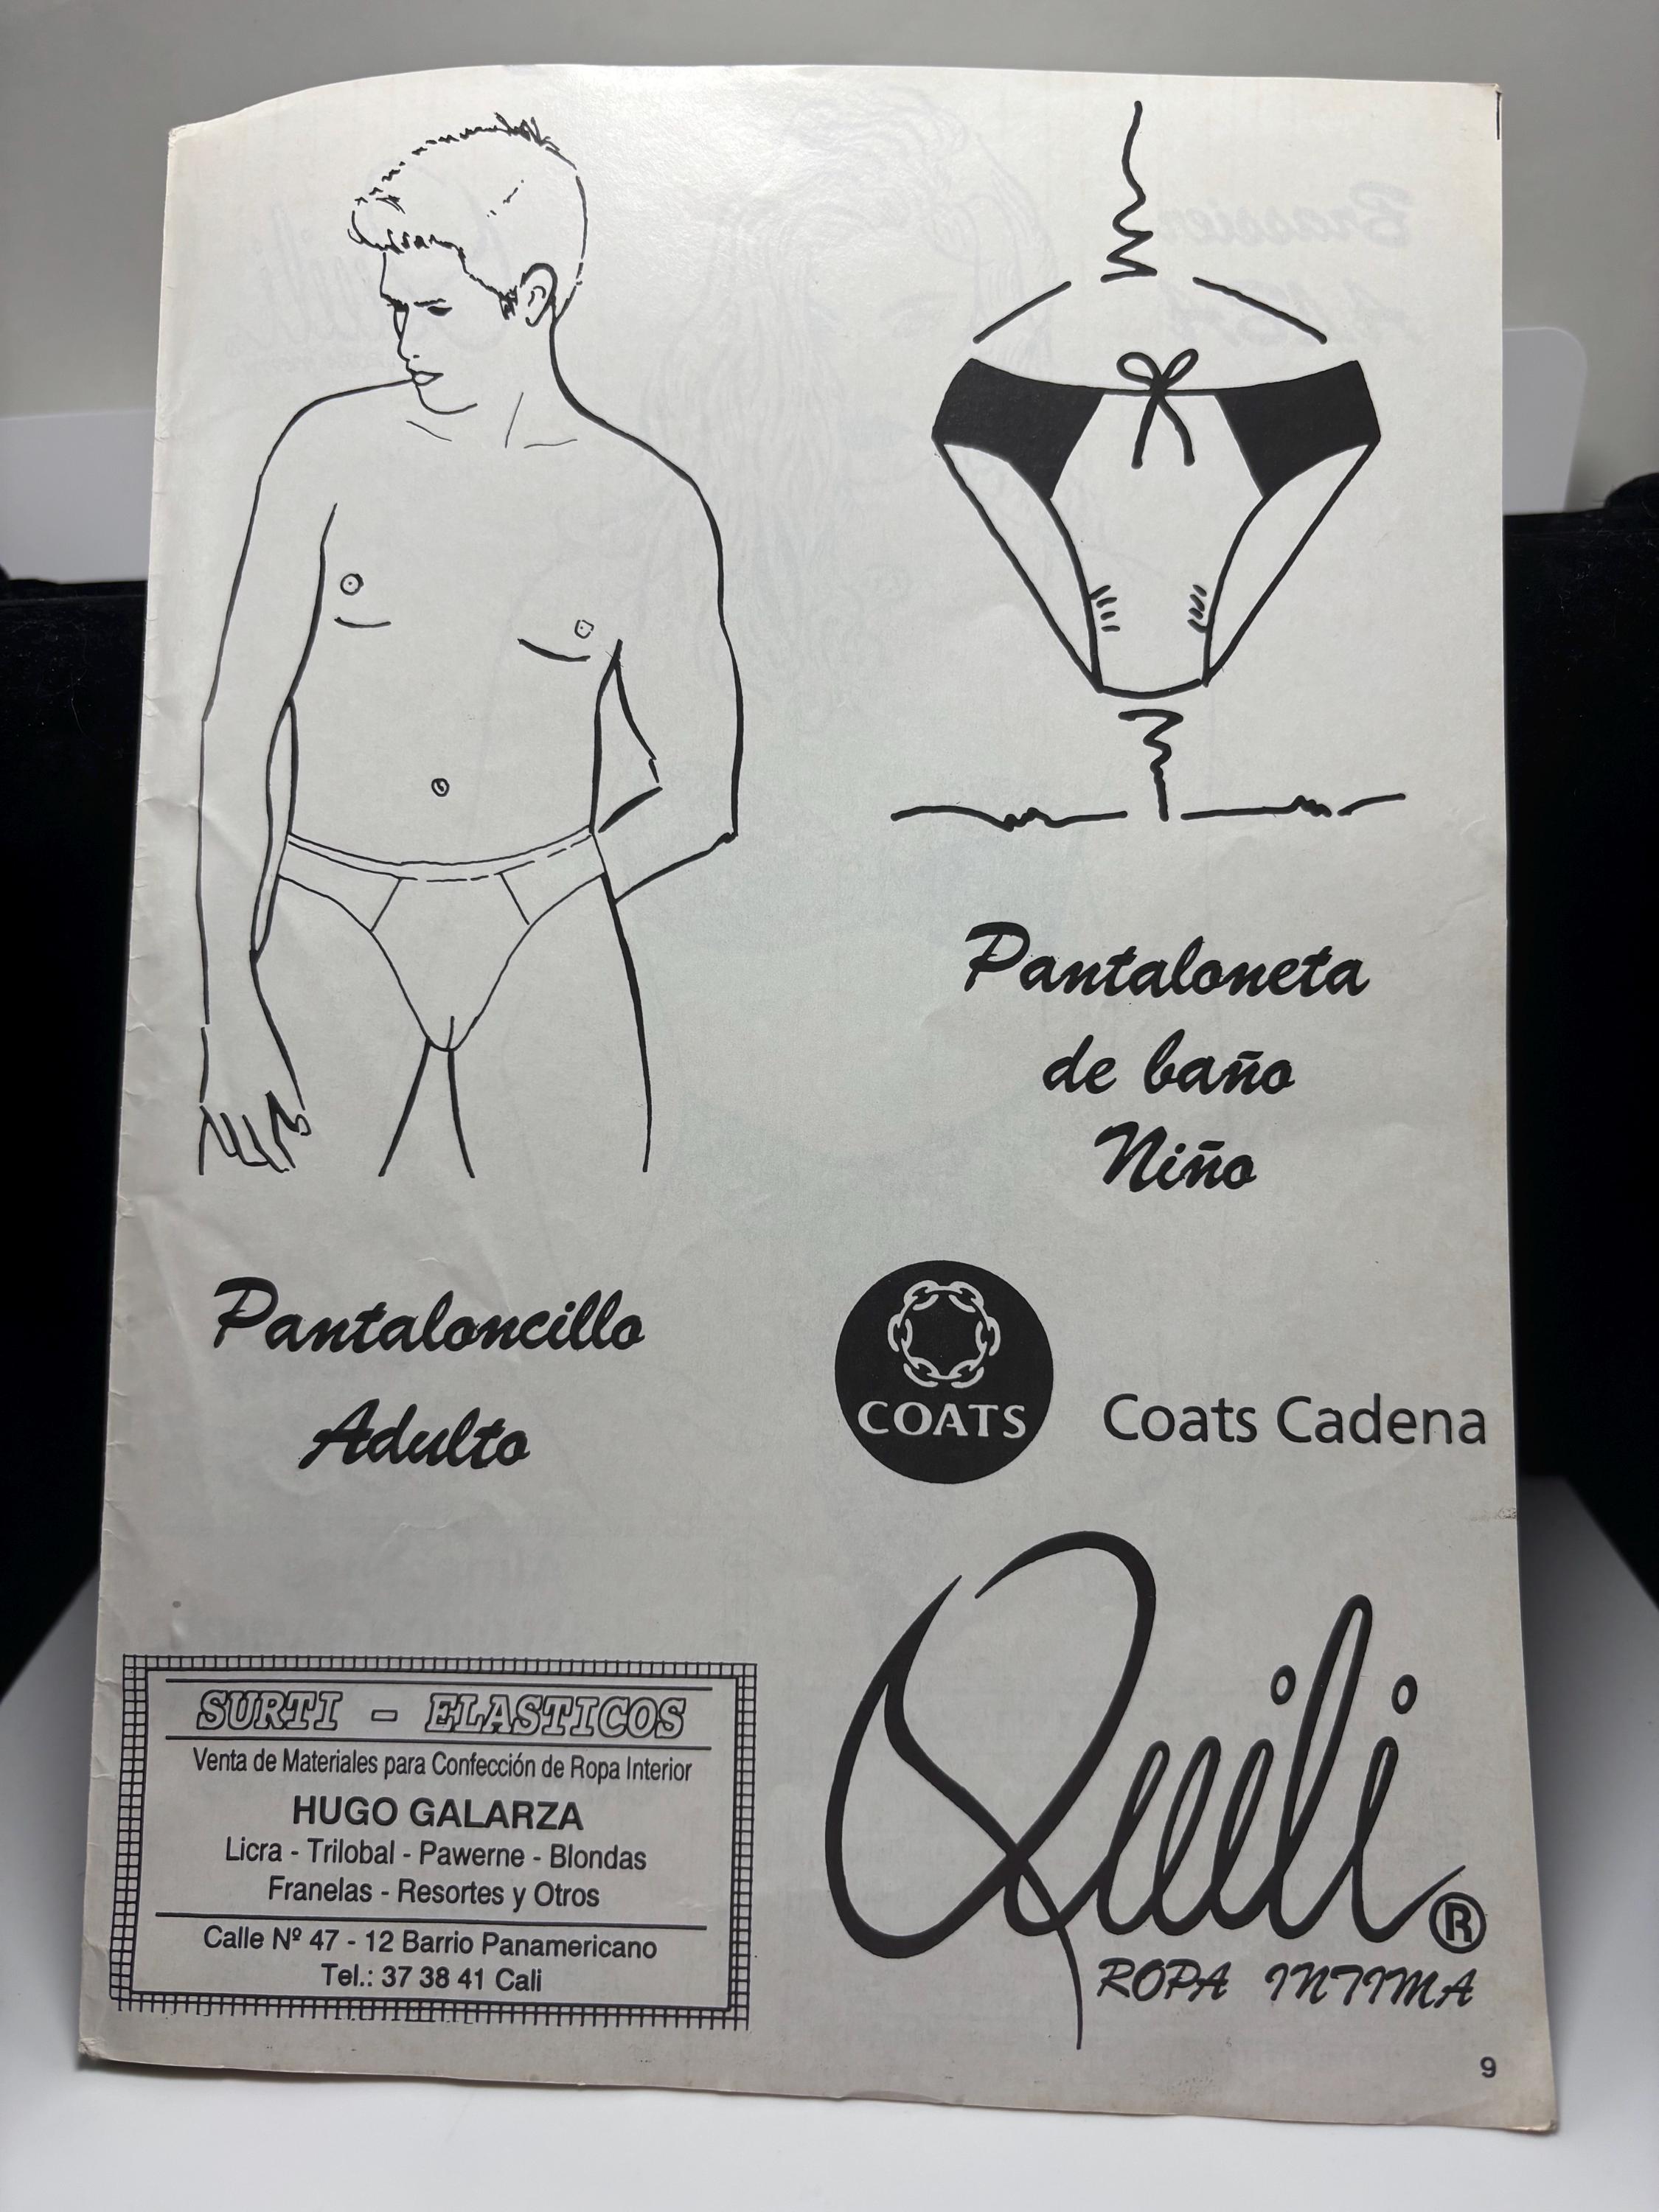 Pantaloneta
de baño
Niño
Pantaloncillo
Adulto
COATS
Coats Cadena
SURTI - ELASTICOS
Venta de Materiales para Confección de Ropa Interior
HUGO GALARZA
Licra - Trilobal - Pawerne - Blondas
Franelas - Resortes y Otros
Calle Nº 47 - 12 Barrio Panamericano
Tel.: 37 38 41 Cali
Quili ®
ROPA INTIMA
9